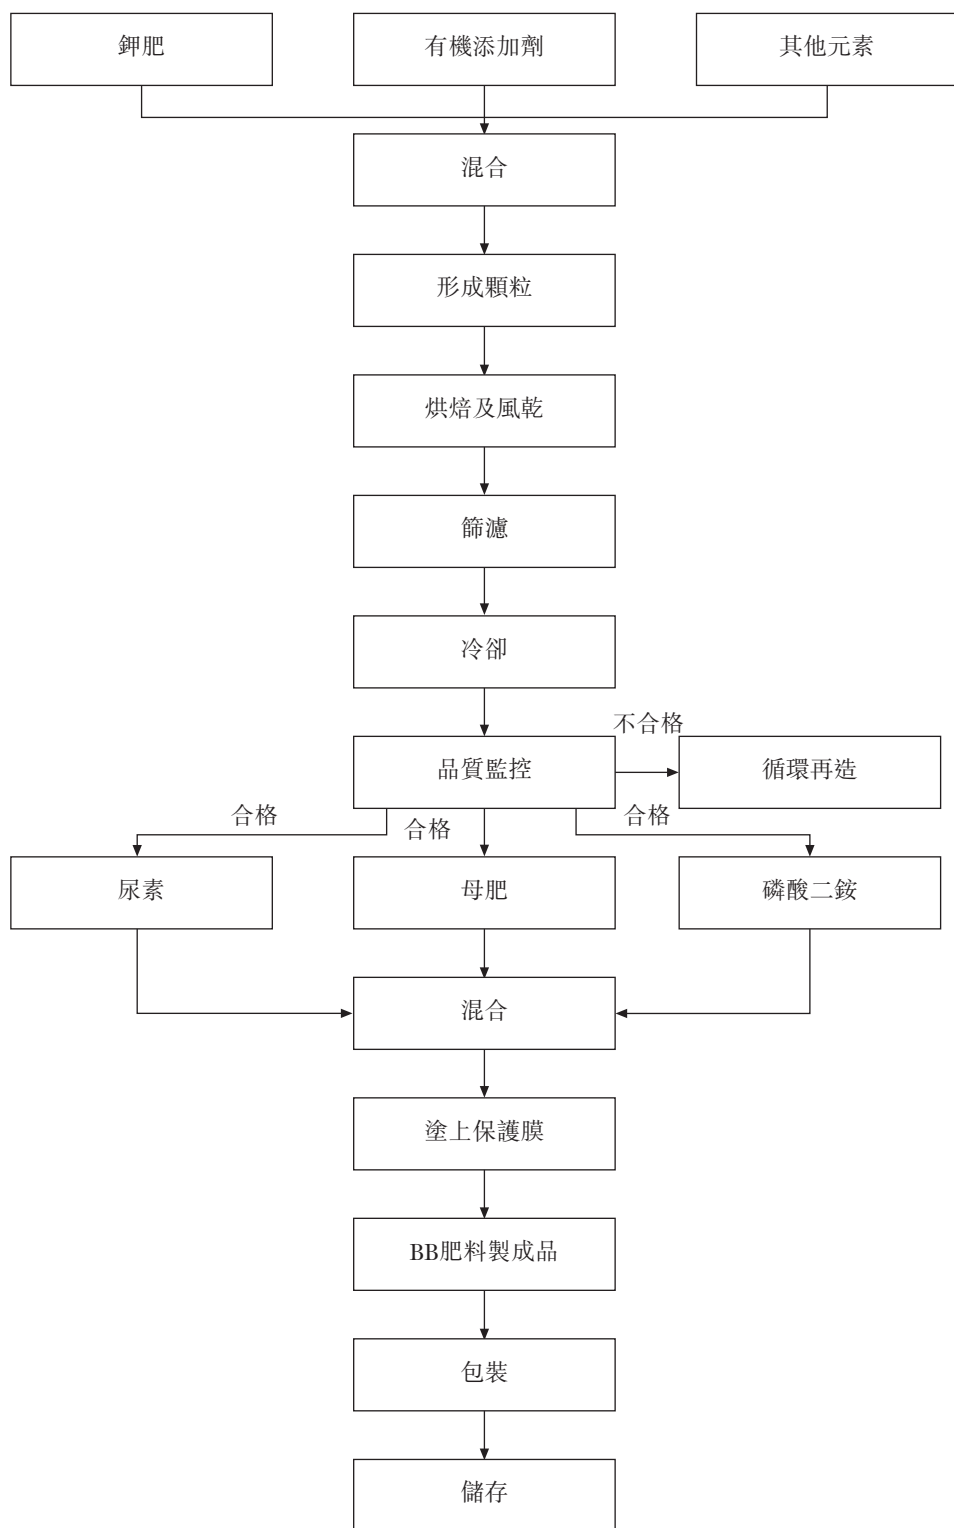 鉀肥
有機添加劑
其他元素
混合
形成顆粒
烘焙及風乾
篩濾
冷卻
不合格
品質監控
循環再造
合格
合格
合格
尿素
母肥
磷酸二銨
混合
塗上保護膜
BB肥料製成品
包裝
儲存